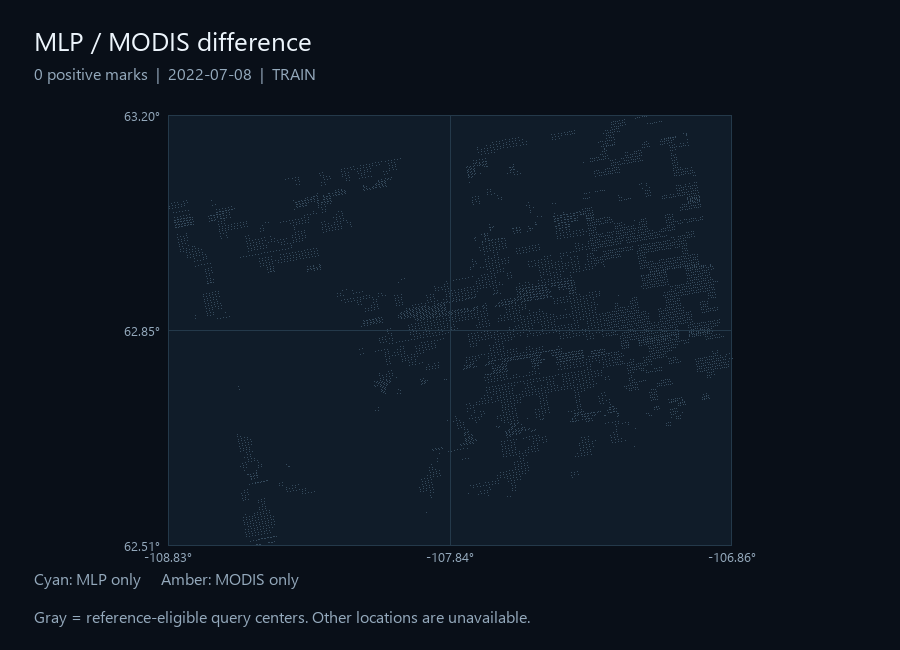 MLP / MODIS difference
0 positive marks | 2022-07-08 | TRAIN
63.20°
62.85°
62.51°
-108.83° -107.84° -106.86°
Cyan: MLP only Amber: MODIS only
Gray = reference-eligible query centers. Other locations are unavailable.